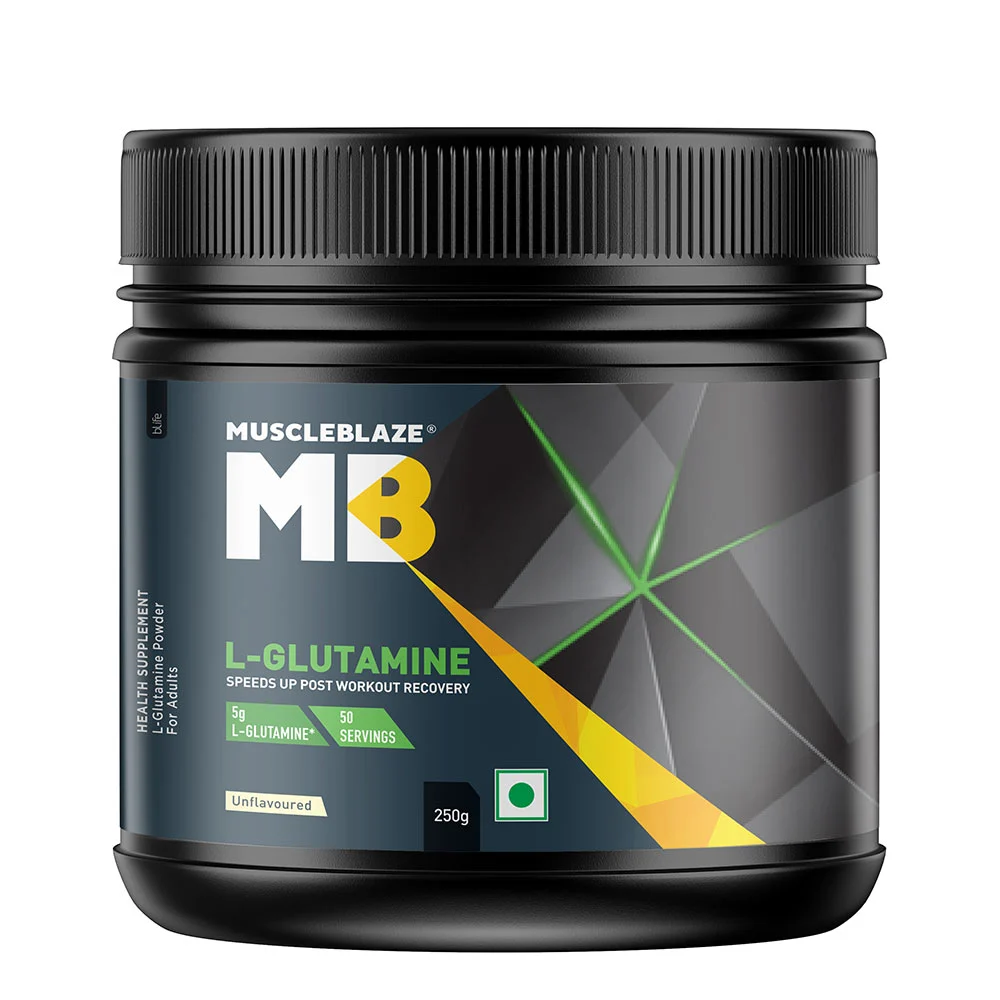 blife
MUSCLEBLAZE®
MB
L-GLUTAMINE
SPEEDS UP POST WORKOUT RECOVERY
5g
L-GLUTAMINE*
50
SERVINGS
Unflavoured
250g
HEALTH SUPPLEMENT
L-Glutamine Powder
For Adults